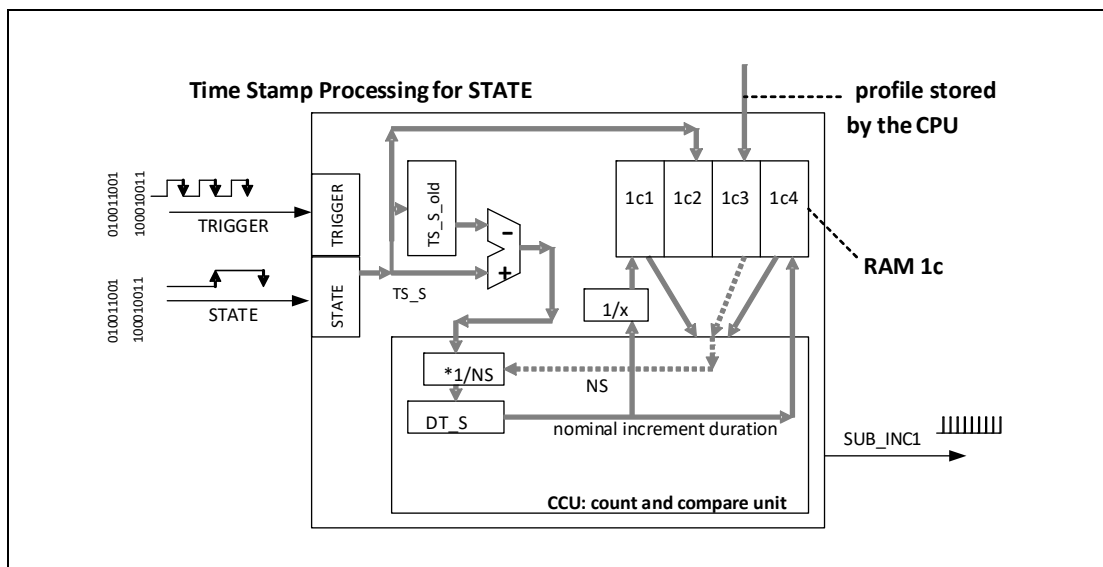 Time Stamp Processing for STATE
profile stored
by the CPU
010011001
100010011
TRIGGER
TRIGGER
TS_S_old
-
+
1c1
1c2
1c3
1c4
RAM 1c
010011001
100010011
STATE
STATE
TS_S
1/x
*1/NS
NS
DT_S
nominal increment duration
SUB_INC1
CCU: count and compare unit